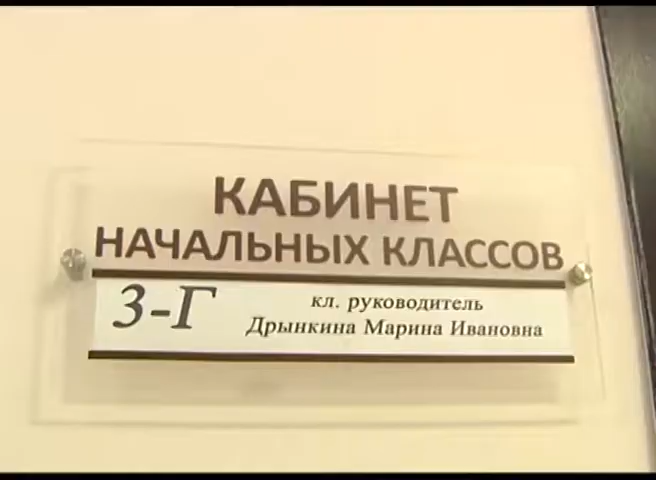 КАБИНЕТ
НАЧАЛЬНЫХ КЛАССОВ
3-Г
кл. руководитель
Дрынкина Марина Ивановна